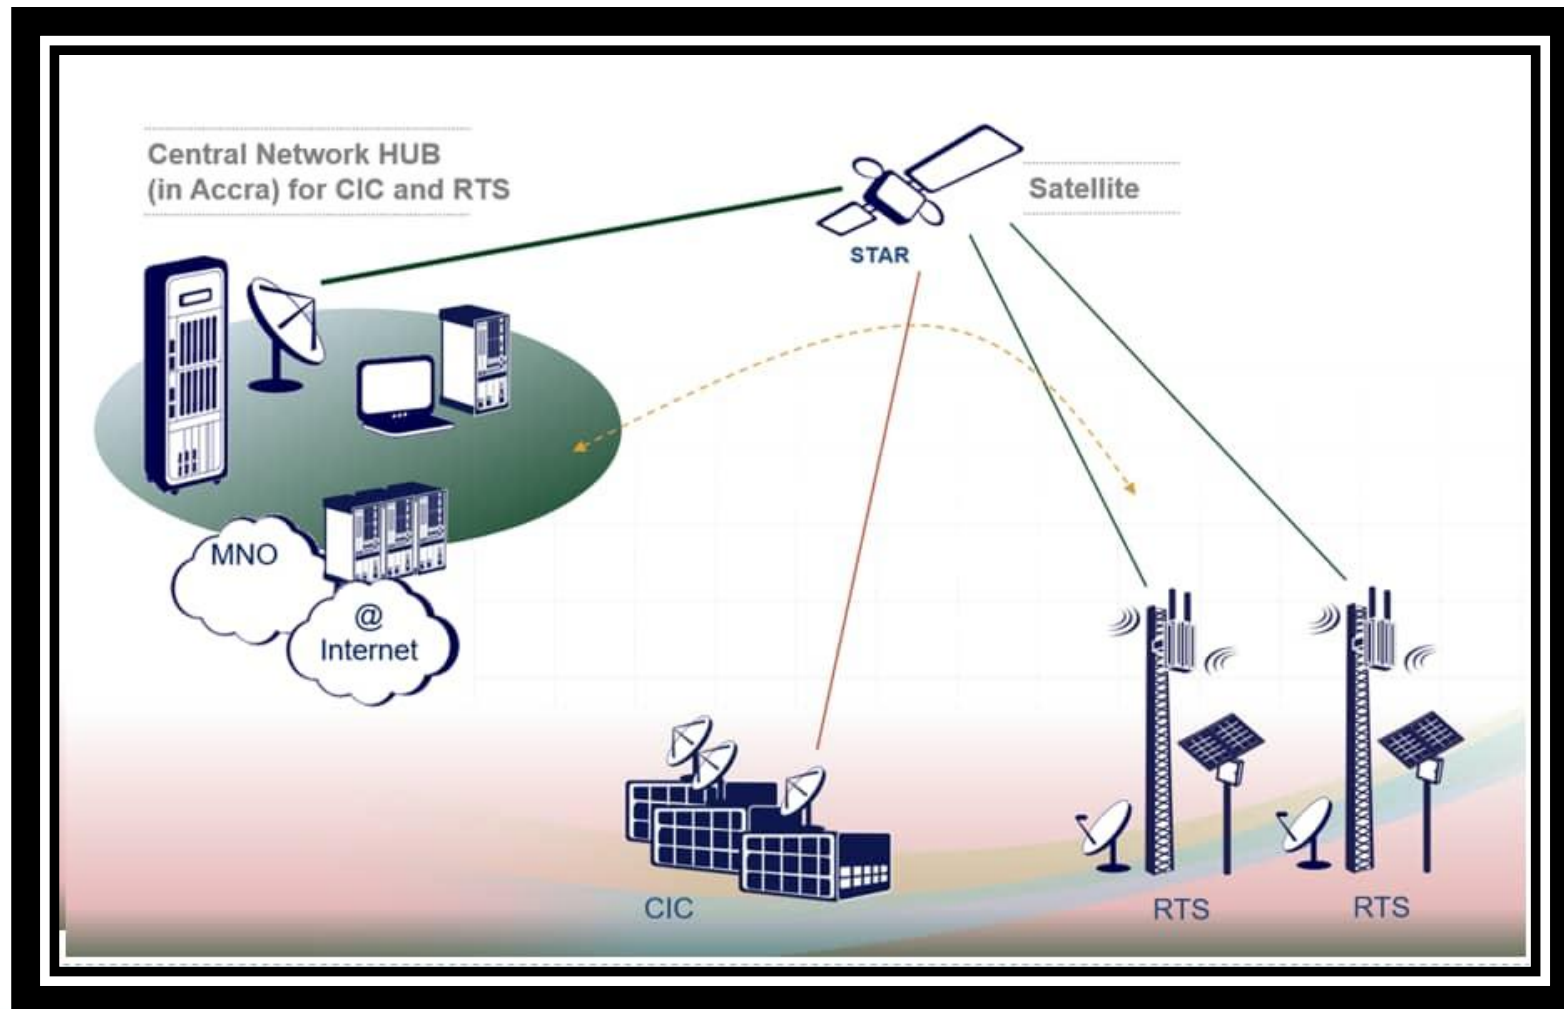 Central Network HUB
(in Accra) for CIC and RTS
Satellite
STAR
MNO
@
Internet
CIC
RTS
RTS